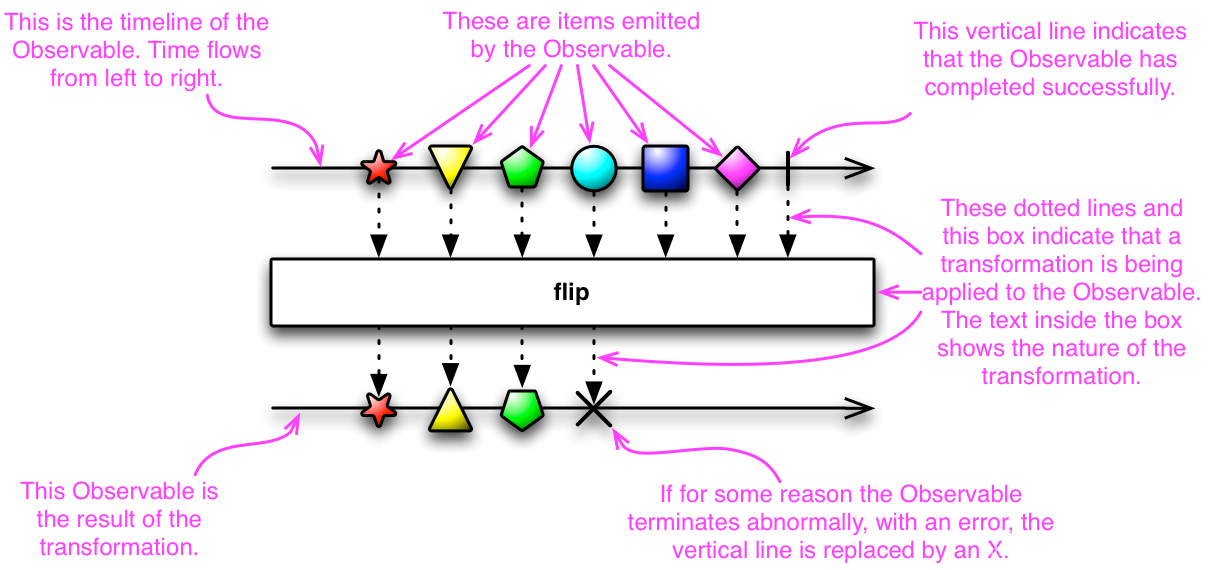 This is the timeline of the
Observable. Time flows
from left to right.
These are items emitted
by the Observable.
This vertical line indicates
that the Observable has
completed successfully.
These dotted lines and
this box indicate that a
transformation is being
applied to the Observable.
The text inside the box
shows the nature of the
transformation.
flip
This Observable is
the result of the
transformation.
If for some reason the Observable
terminates abnormally, with an error, the
vertical line is replaced by an X.